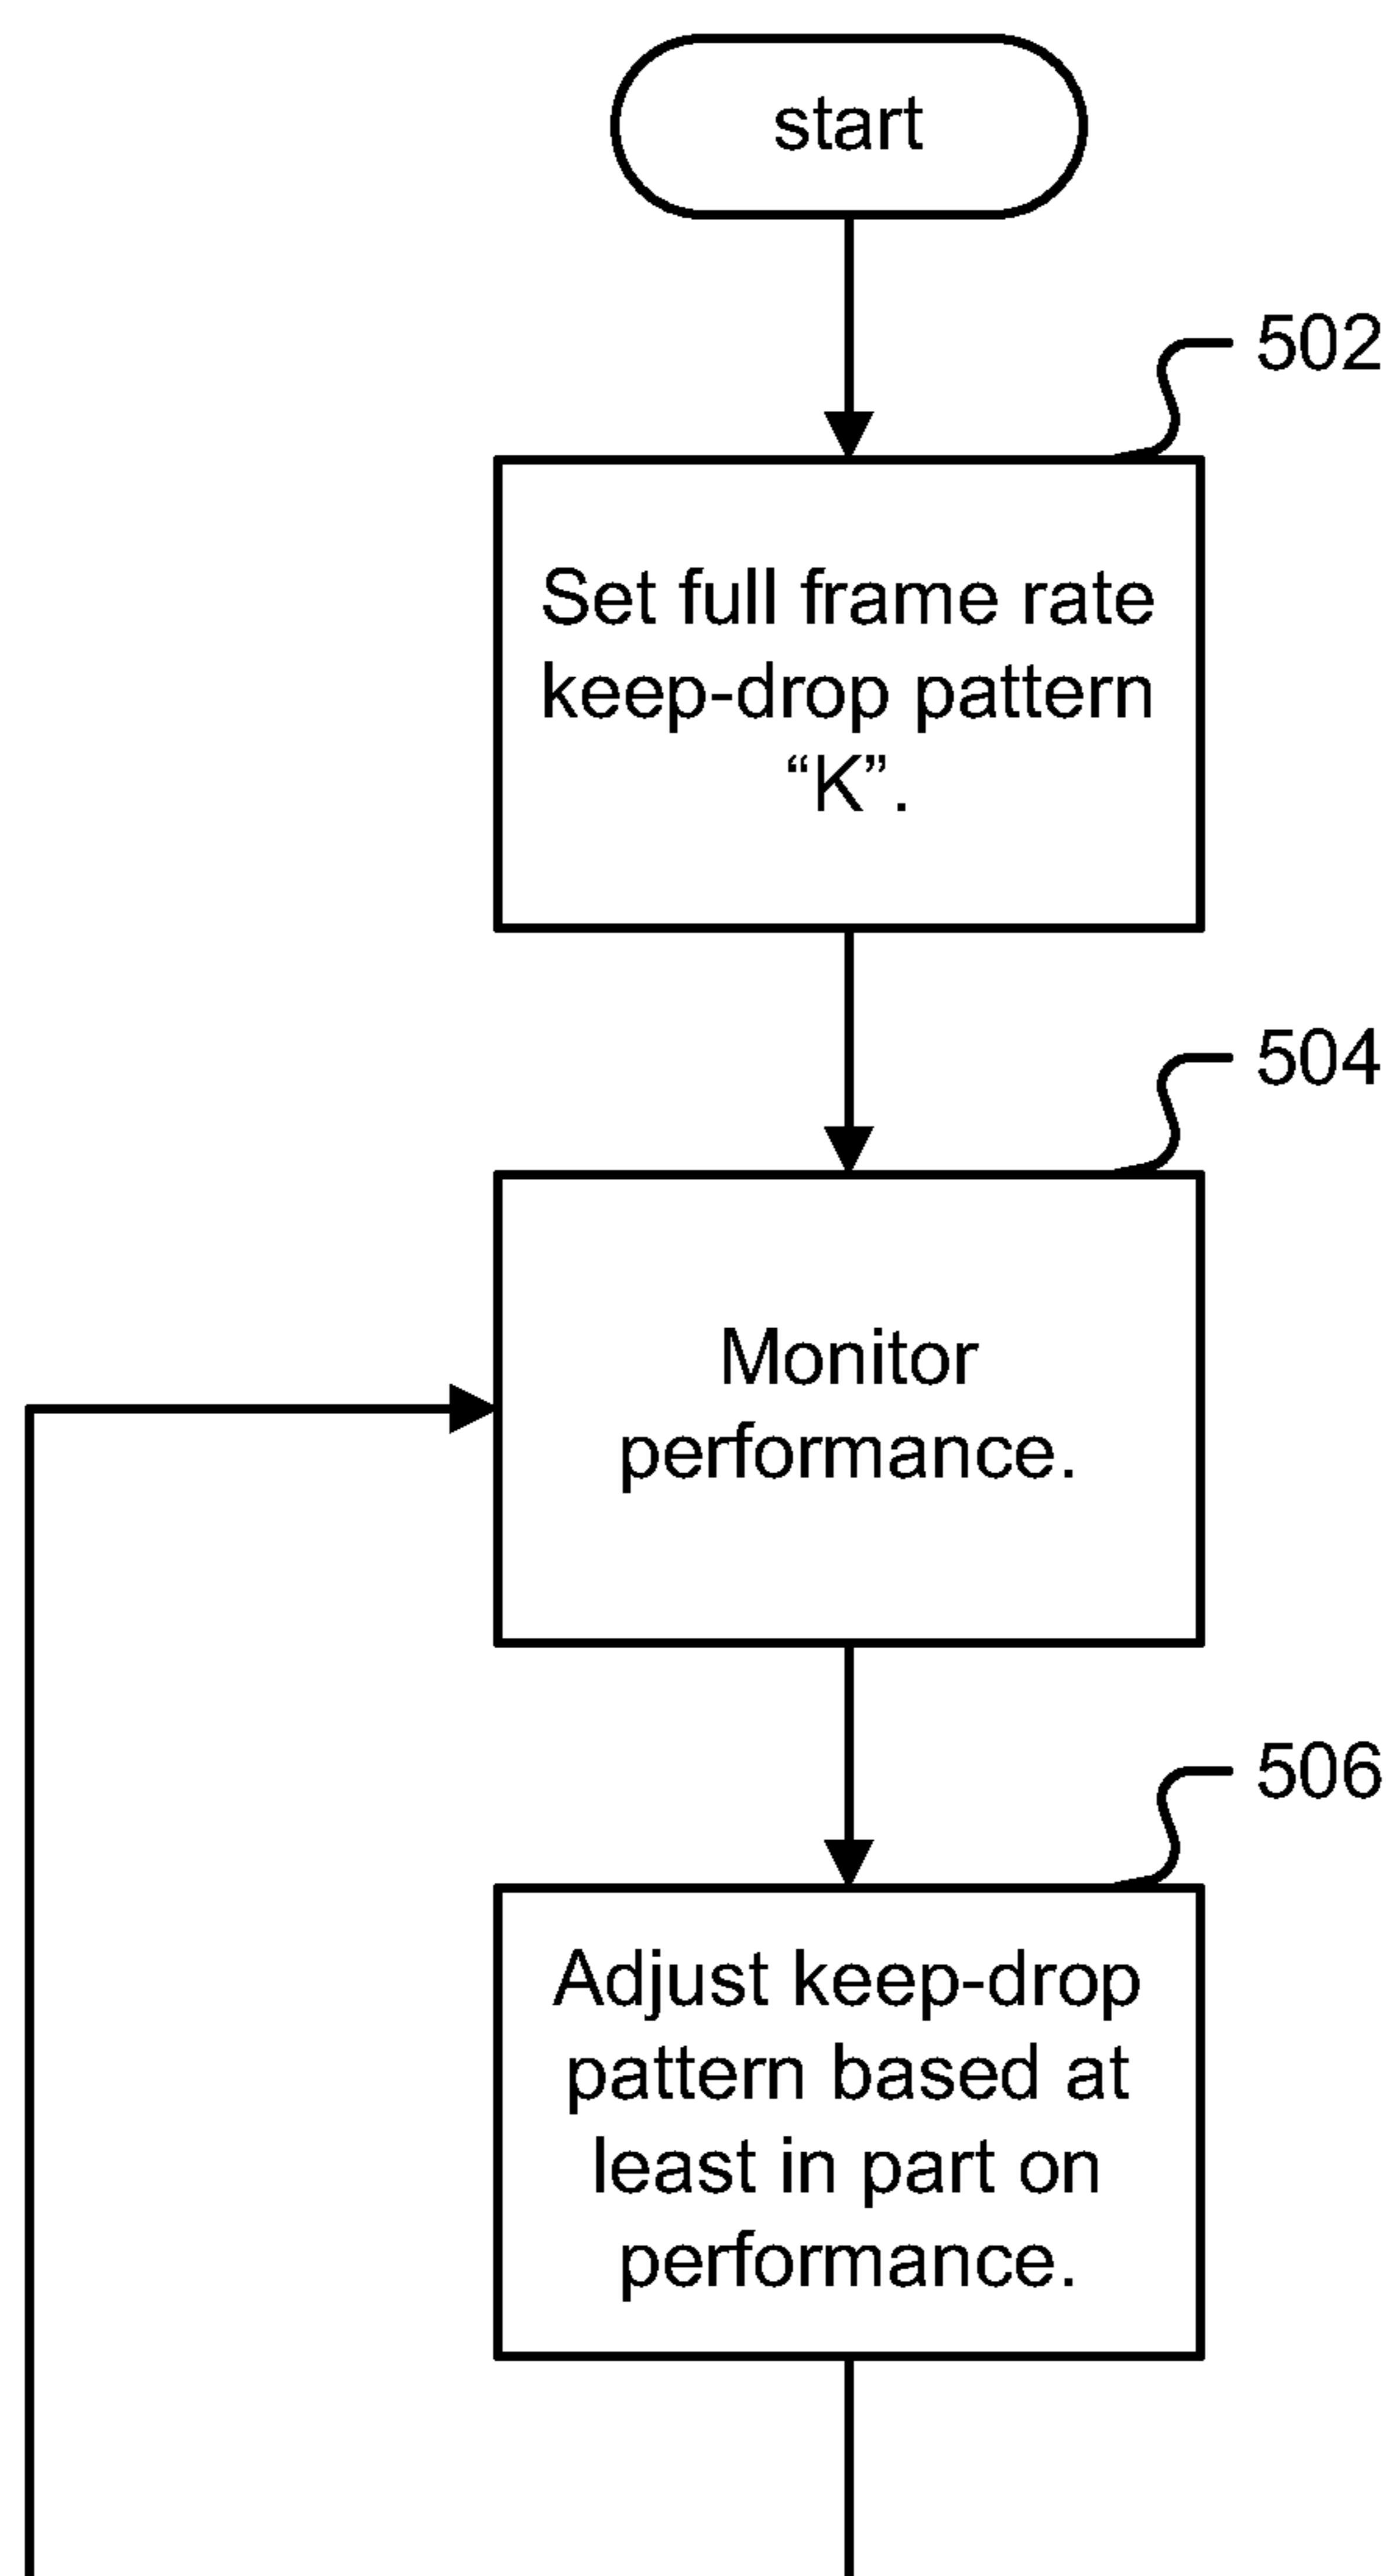 start
502
Set full frame rate
keep-drop pattern
“K”.
504
Monitor
performance.
506
Adjust keep-drop
pattern based at
least in part on
performance.